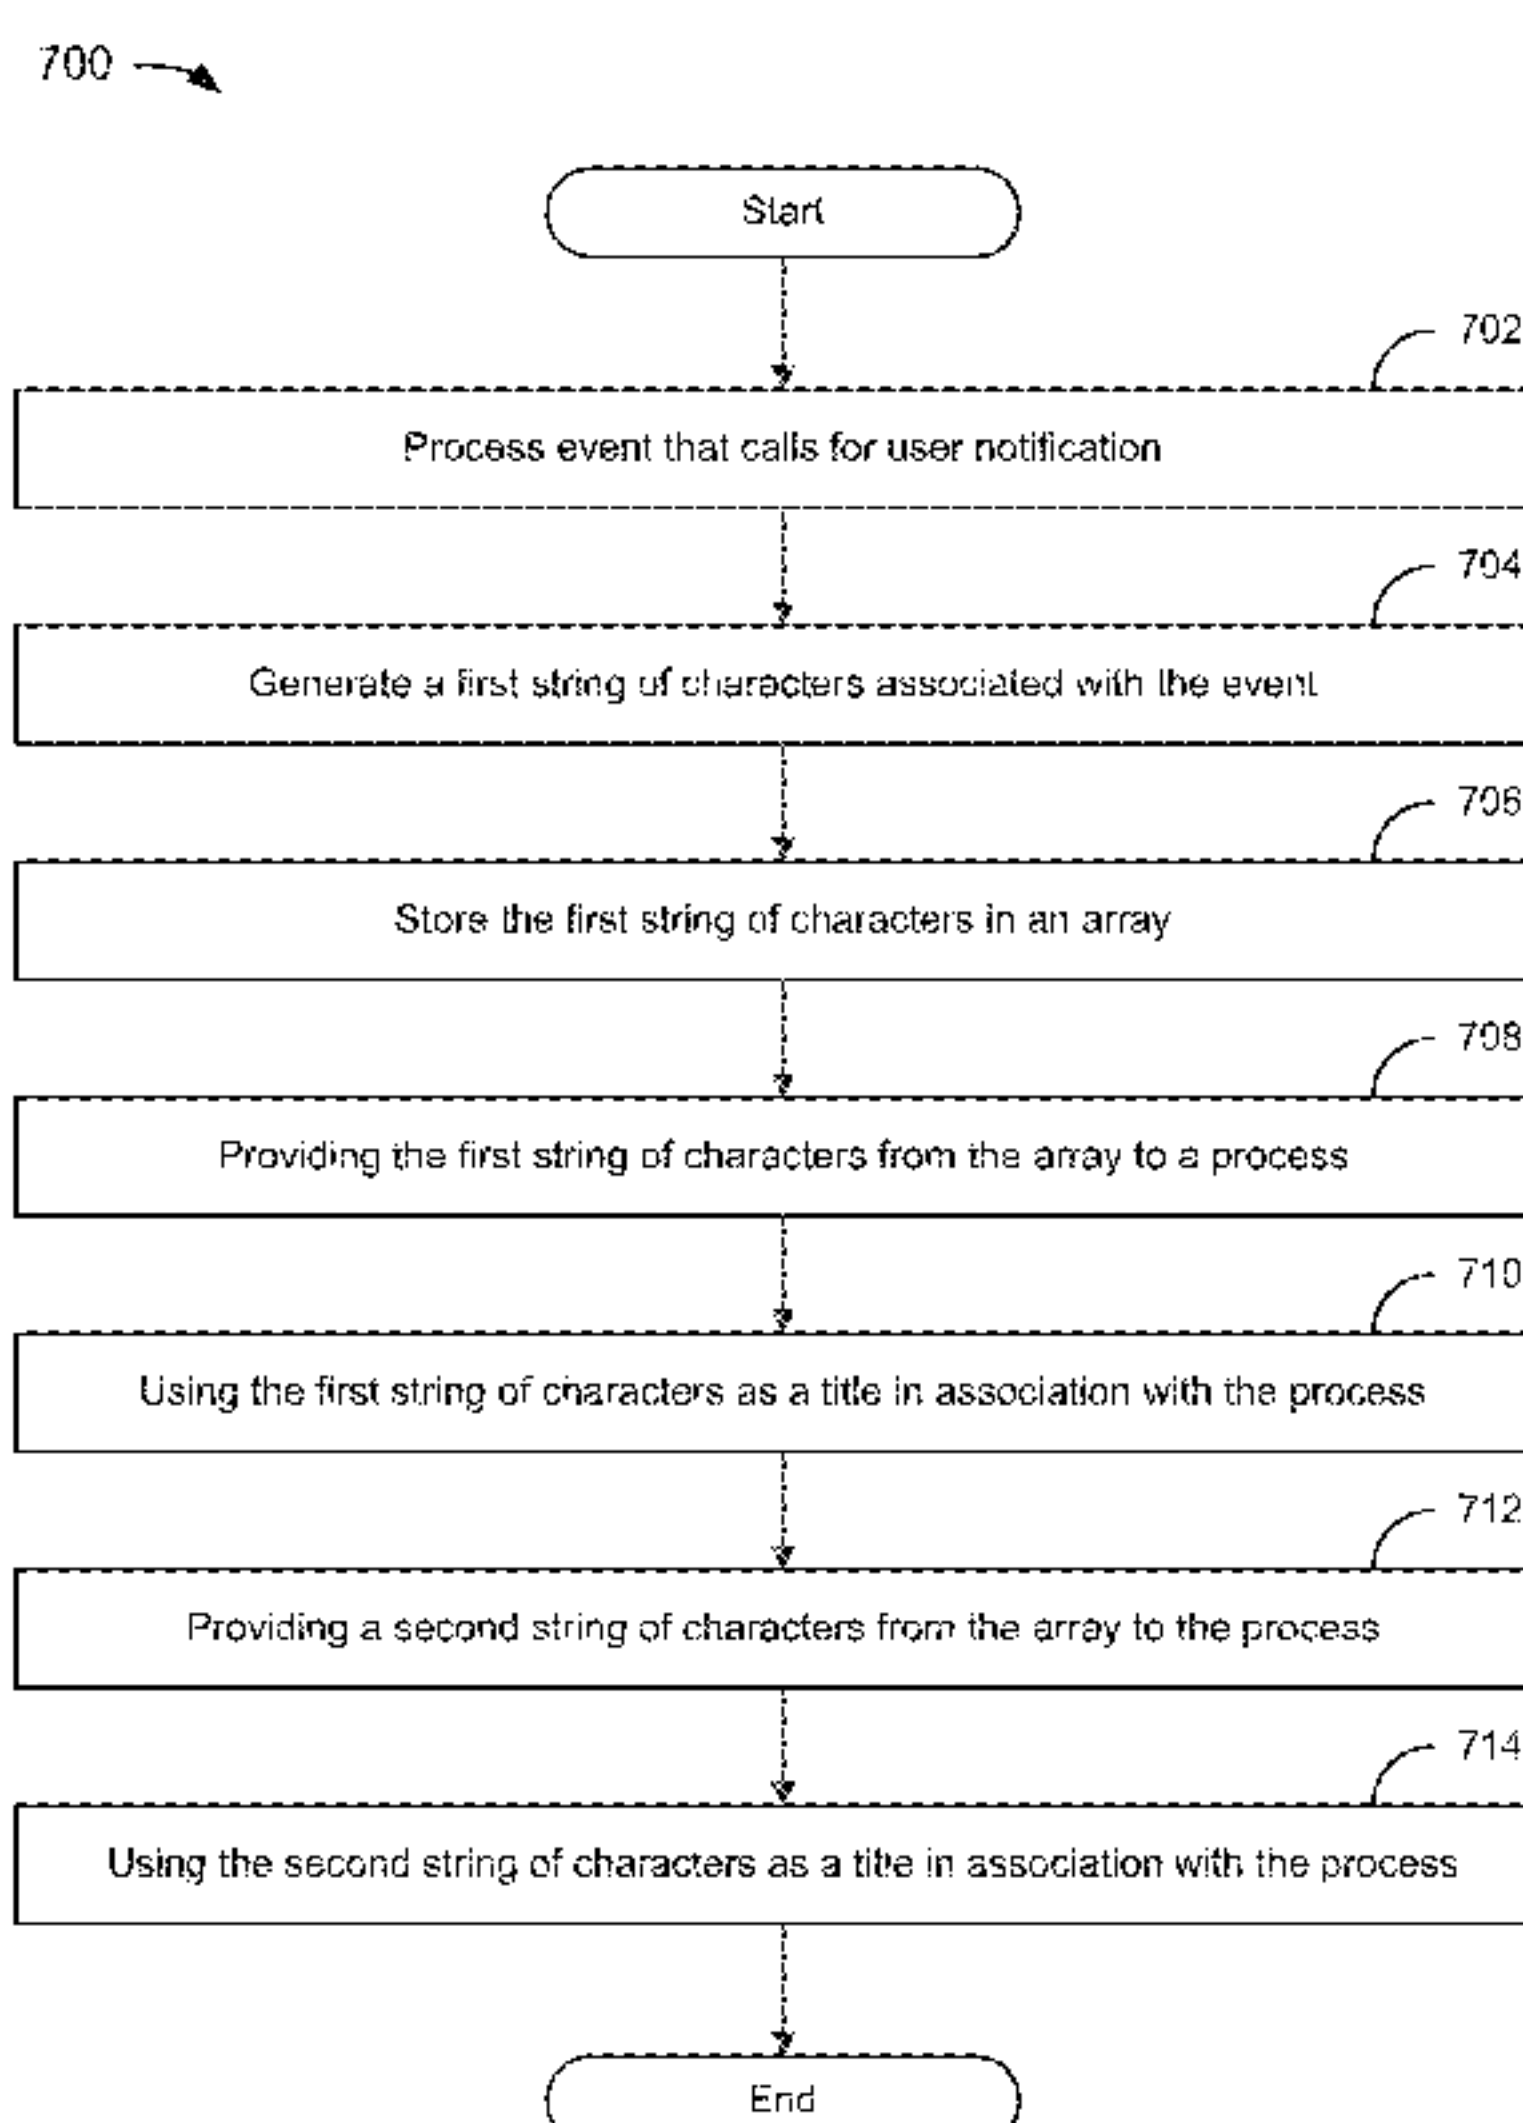 700
Start
702
Process event that calls for user notification
704
Generate a first string of characters associated with the event
706
Store the first string of characters in an array
708
Providing the first string of characters from the array to a process
710
Using the first string of characters as a title in association with the process
712
Providing a second string of characters from the array to the process
714
Using the second string of characters as a title in association with the process
End